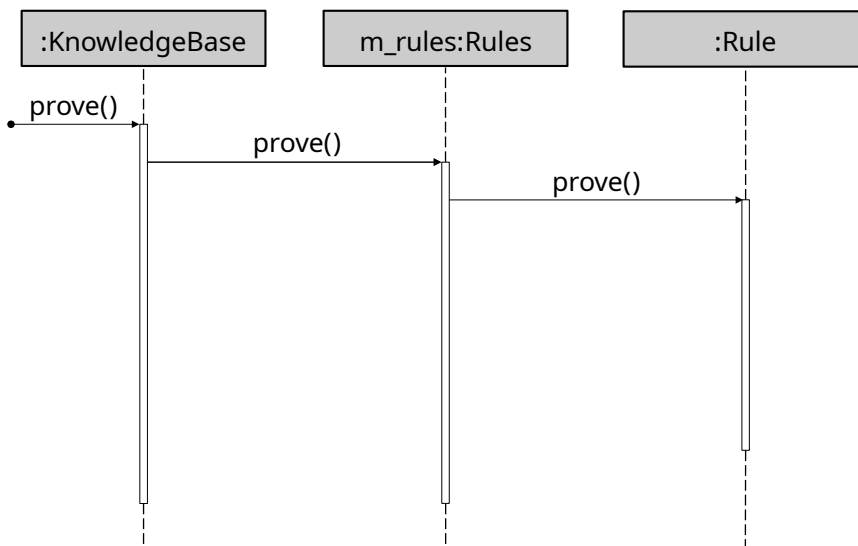 :KnowledgeBase
m_rules:Rules
:Rule
prove()
prove()
prove()